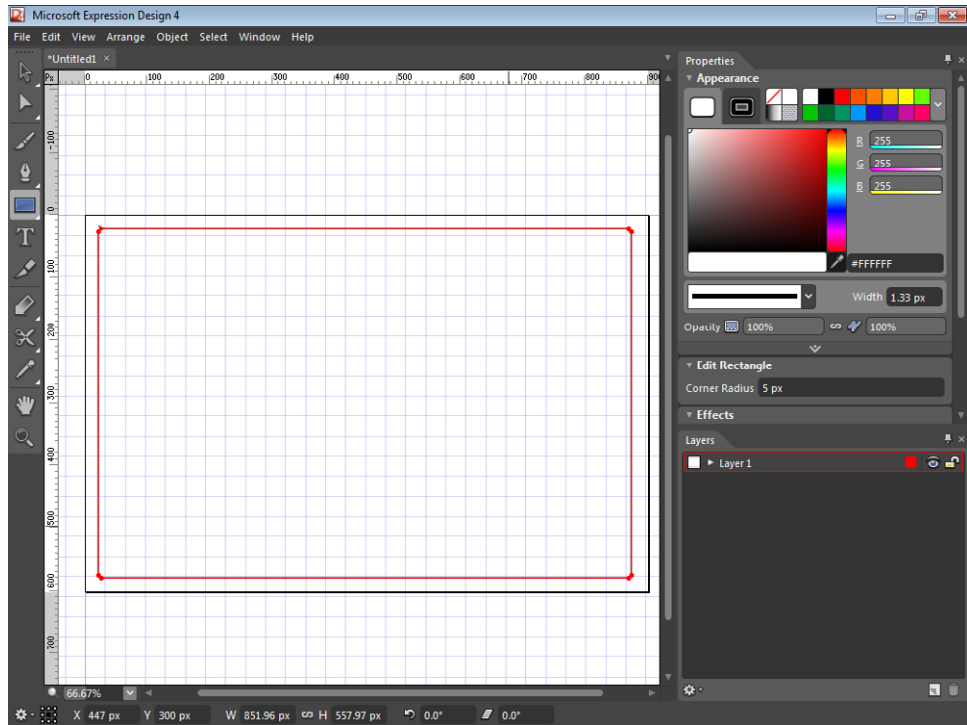 Microsoft Expression Design 4
File Edit View Arrange Object Select Window Help
*Untitled1 ×
Px 0 100 200 300 400 500 600 700 800 900
-100
0
100
200
300
400
500
600
700
T
Properties
Appearance
R 255
G 255
B 255
#FFFFFF
Width 1.33 px
Opacity 100% 100%
Edit Rectangle
Corner Radius 5 px
Effects
Layers
Layer 1
66.67%
X 447 px Y 300 px W 851.96 px H 557.97 px 0.0° 0.0°